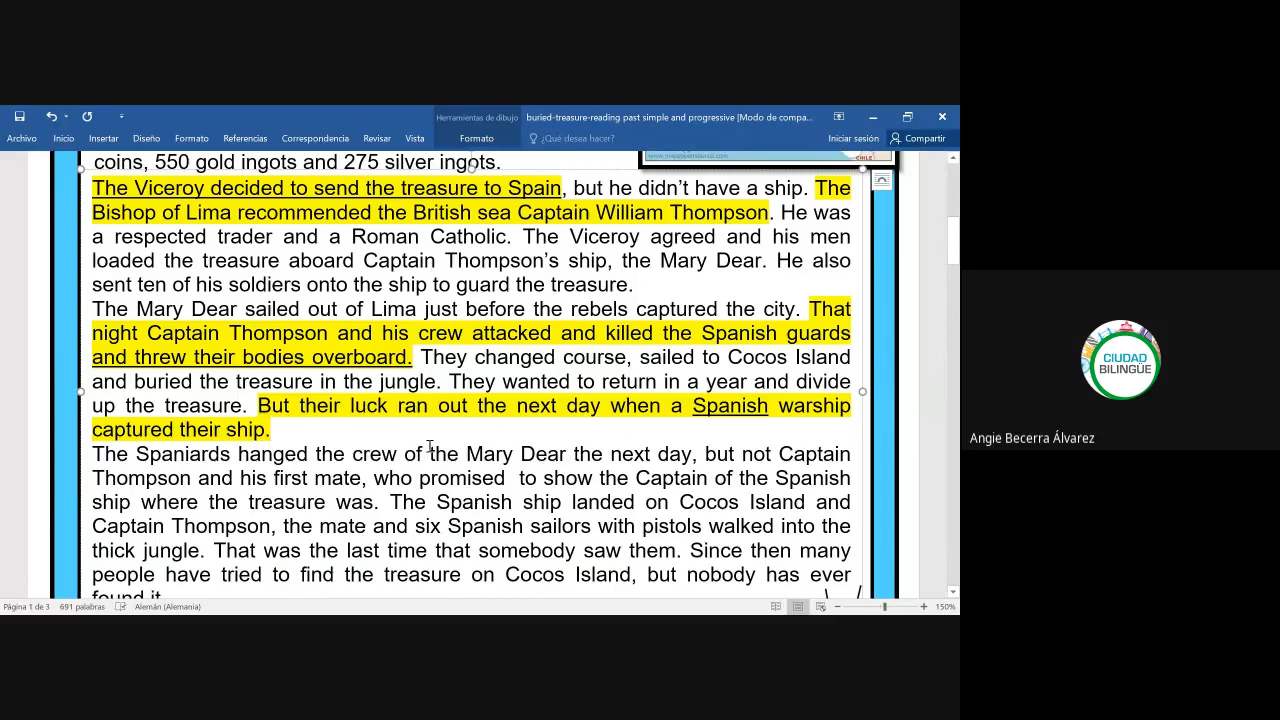 Herramientas de dibujo
buried-treasure-reading past simple and progressive [Modo de compa...
Archivo Inicio Insertar Diseño Formato Referencias Correspondencia Revisar Vista Formato ¿Qué desea hacer? Iniciar sesión Compartir
coins, 550 gold ingots and 275 silver ingots.
www.mapsopensource.com
CHILE
The Viceroy decided to send the treasure to Spain, but he didn't have a ship. The
Bishop of Lima recommended the British sea Captain William Thompson. He was
a respected trader and a Roman Catholic. The Viceroy agreed and his men
loaded the treasure aboard Captain Thompson's ship, the Mary Dear. He also
sent ten of his soldiers onto the ship to guard the treasure.
The Mary Dear sailed out of Lima just before the rebels captured the city. That
night Captain Thompson and his crew attacked and killed the Spanish guards
and threw their bodies overboard. They changed course, sailed to Cocos Island
and buried the treasure in the jungle. They wanted to return in a year and divide
up the treasure. But their luck ran out the next day when a Spanish warship
captured their ship.
The Spaniards hanged the crew of the Mary Dear the next day, but not Captain
Thompson and his first mate, who promised to show the Captain of the Spanish
ship where the treasure was. The Spanish ship landed on Cocos Island and
Captain Thompson, the mate and six Spanish sailors with pistols walked into the
thick jungle. That was the last time that somebody saw them. Since then many
people have tried to find the treasure on Cocos Island, but nobody has ever
found it
Página 1 de 3 691 palabras Alemán (Alemania) 150%
CIUDAD
BILINGÜE
Angie Becerra Álvarez